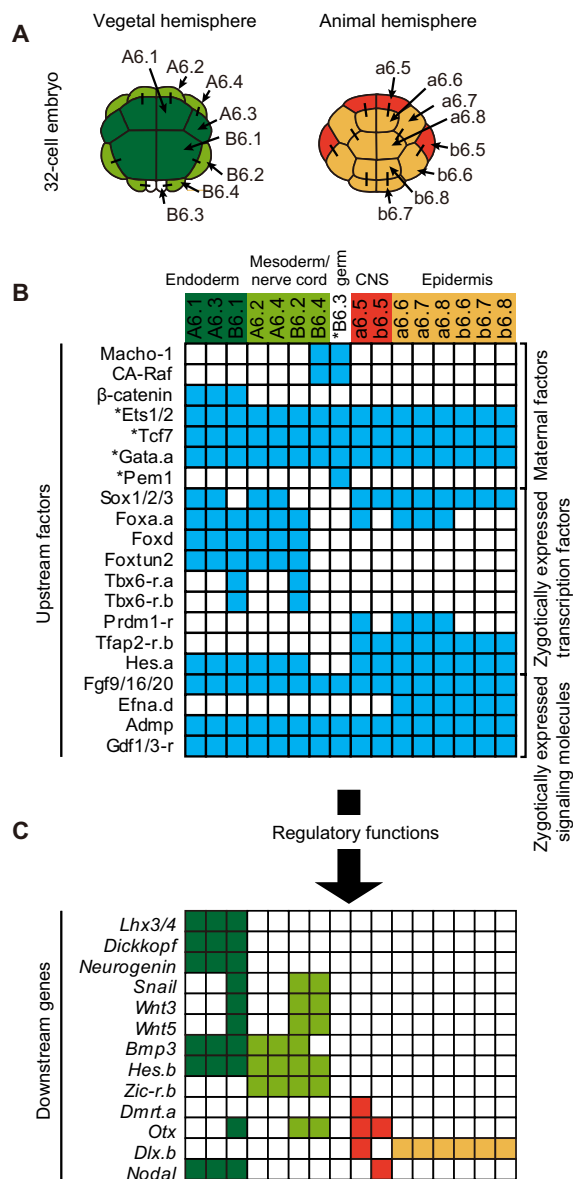 A
Vegetal hemisphere
Animal hemisphere
32-cell embryo
A6.1
A6.2
A6.4
A6.3
B6.1
B6.2
B6.4
B6.3
a6.5
a6.6
a6.7
a6.8
b6.5
b6.6
b6.8
b6.7
B
Endoderm
Mesoderm/
nerve cord
*B6.3 germ
CNS
Epidermis
A6.1
A6.3
B6.1
A6.2
A6.4
B6.2
B6.4
a6.5
b6.5
a6.6
a6.7
a6.8
b6.6
b6.7
b6.8
Upstream factors
Macho-1
CA-Raf
β-catenin
*Ets1/2
*Tcf7
*Gata.a
*Pem1
Sox1/2/3
Foxa.a
Foxd
Foxtun2
Tbx6-r.a
Tbx6-r.b
Prdm1-r
Tfap2-r.b
Hes.a
Fgf9/16/20
Efna.d
Admp
Gdf1/3-r
Maternal factors
Zygotically expressed
transcription factors
Zygotically expressed
signaling molecules
Regulatory functions
C
Downstream genes
Lhx3/4
Dickkopf
Neurogenin
Snail
Wnt3
Wnt5
Bmp3
Hes.b
Zic-r.b
Dmrt.a
Otx
Dlx.b
Nodal